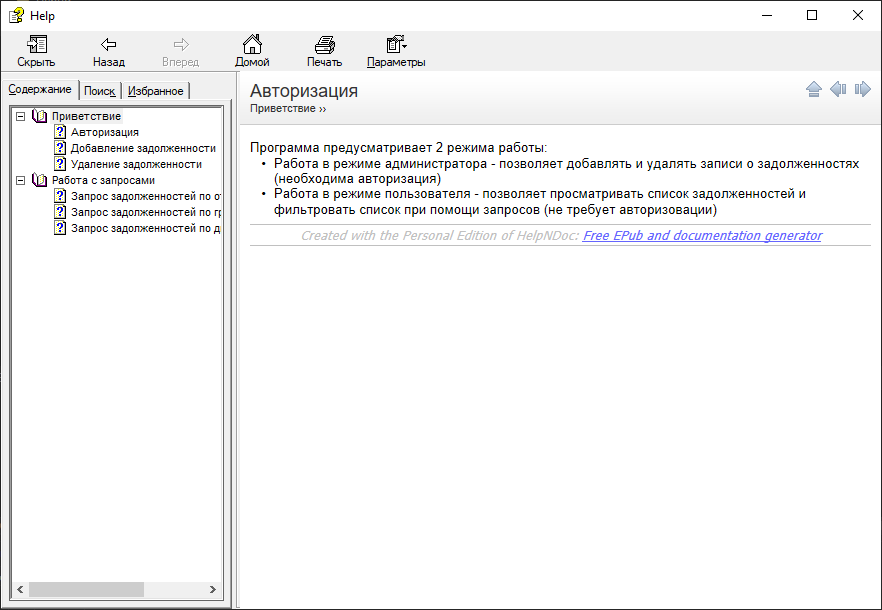 Help
Скрыть Назад Вперед Домой Печать Параметры
Содержание Поиск Избранное
Приветствие
Авторизация
Добавление задолженности
Удаление задолженности
Работа с запросами
Запрос задолженностей по
Запрос задолженностей по
Запрос задолженностей по
Авторизация
Приветствие ››
Программа предусматривает 2 режима работы:
• Работа в режиме администратора - позволяет добавлять и удалять записи о задолженностях
(необходима авторизация)
• Работа в режиме пользователя - позволяет просматривать список задолженностей и
фильтровать список при помощи запросов (не требует авторизовации)
Created with the Personal Edition of HelpNDoc: Free EPub and documentation generator